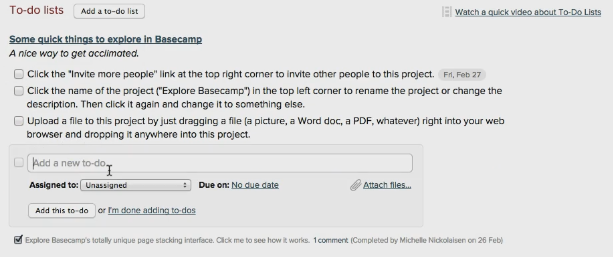 To-do lists Add a to-do list Watch a quick video about To-Do Lists
Some quick things to explore in Basecamp
A nice way to get acclimated.
Click the "Invite more people" link at the top right corner to invite other people to this project. Fri, Feb 27
Click the name of the project ("Explore Basecamp") in the top left corner to rename the project or change the
description. Then click it again and change it to something else.
Upload a file to this project by just dragging a file (a picture, a Word doc, a PDF, whatever) right into your web
browser and dropping it anywhere into this project.
Add a new to-do...
Assigned to: Unassigned Due on: No due date Attach files...
Add this to-do or I'm done adding to-dos
Explore Basecamp's totally unique page stacking interface. Click me to see how it works. 1 comment (Completed by Michelle Nickolaisen on 26 Feb)